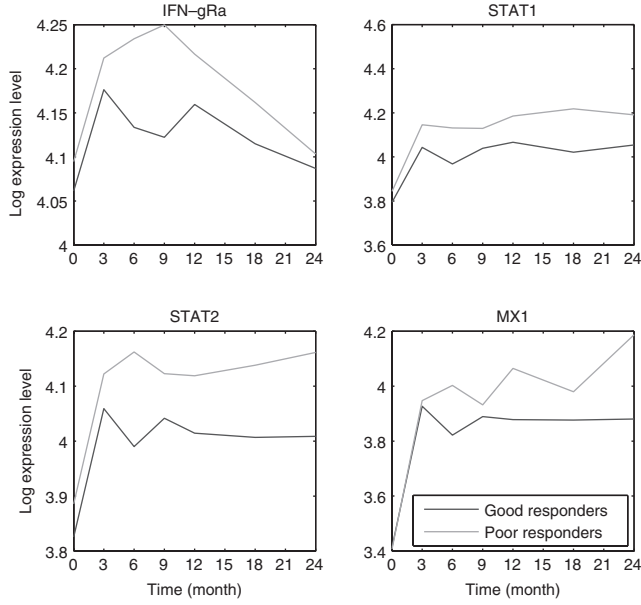 IFN–gRa
STAT1
Log expression level
4.25
4.2
4.15
4.1
4.05
4
0 3 6 9 12 15 18 21 24
4.6
4.4
4.2
4
3.8
3.6
0 3 6 9 12 15 18 21 24
STAT2
MX1
Log expression level
4.2
4.1
4
3.9
3.8
0 3 6 9 12 15 18 21 24
Time (month)
4.2
4
3.8
3.6
3.4
0 3 6 9 12 15 18 21 24
Time (month)
Good responders
Poor responders